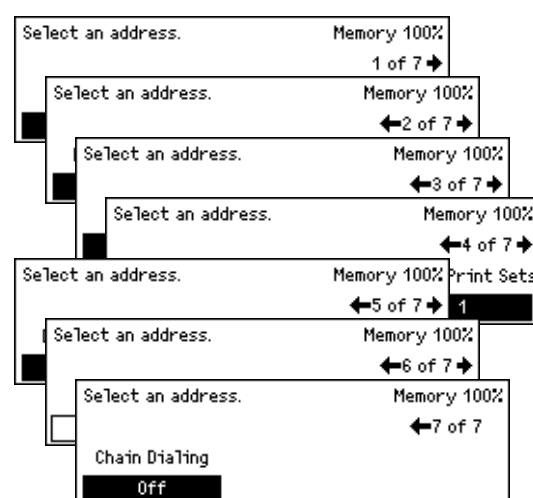 Select an address. Memory 100%
1 of 7➔
Select an address. Memory 100%
←2 of 7➔
Select an address. Memory 100%
←3 of 7➔
Select an address. Memory 100%
←4 of 7➔
Print Sets
1
Select an address. Memory 100%
←5 of 7➔
Select an address. Memory 100%
←6 of 7➔
Select an address. Memory 100%
←7 of 7
Chain Dialing
Off